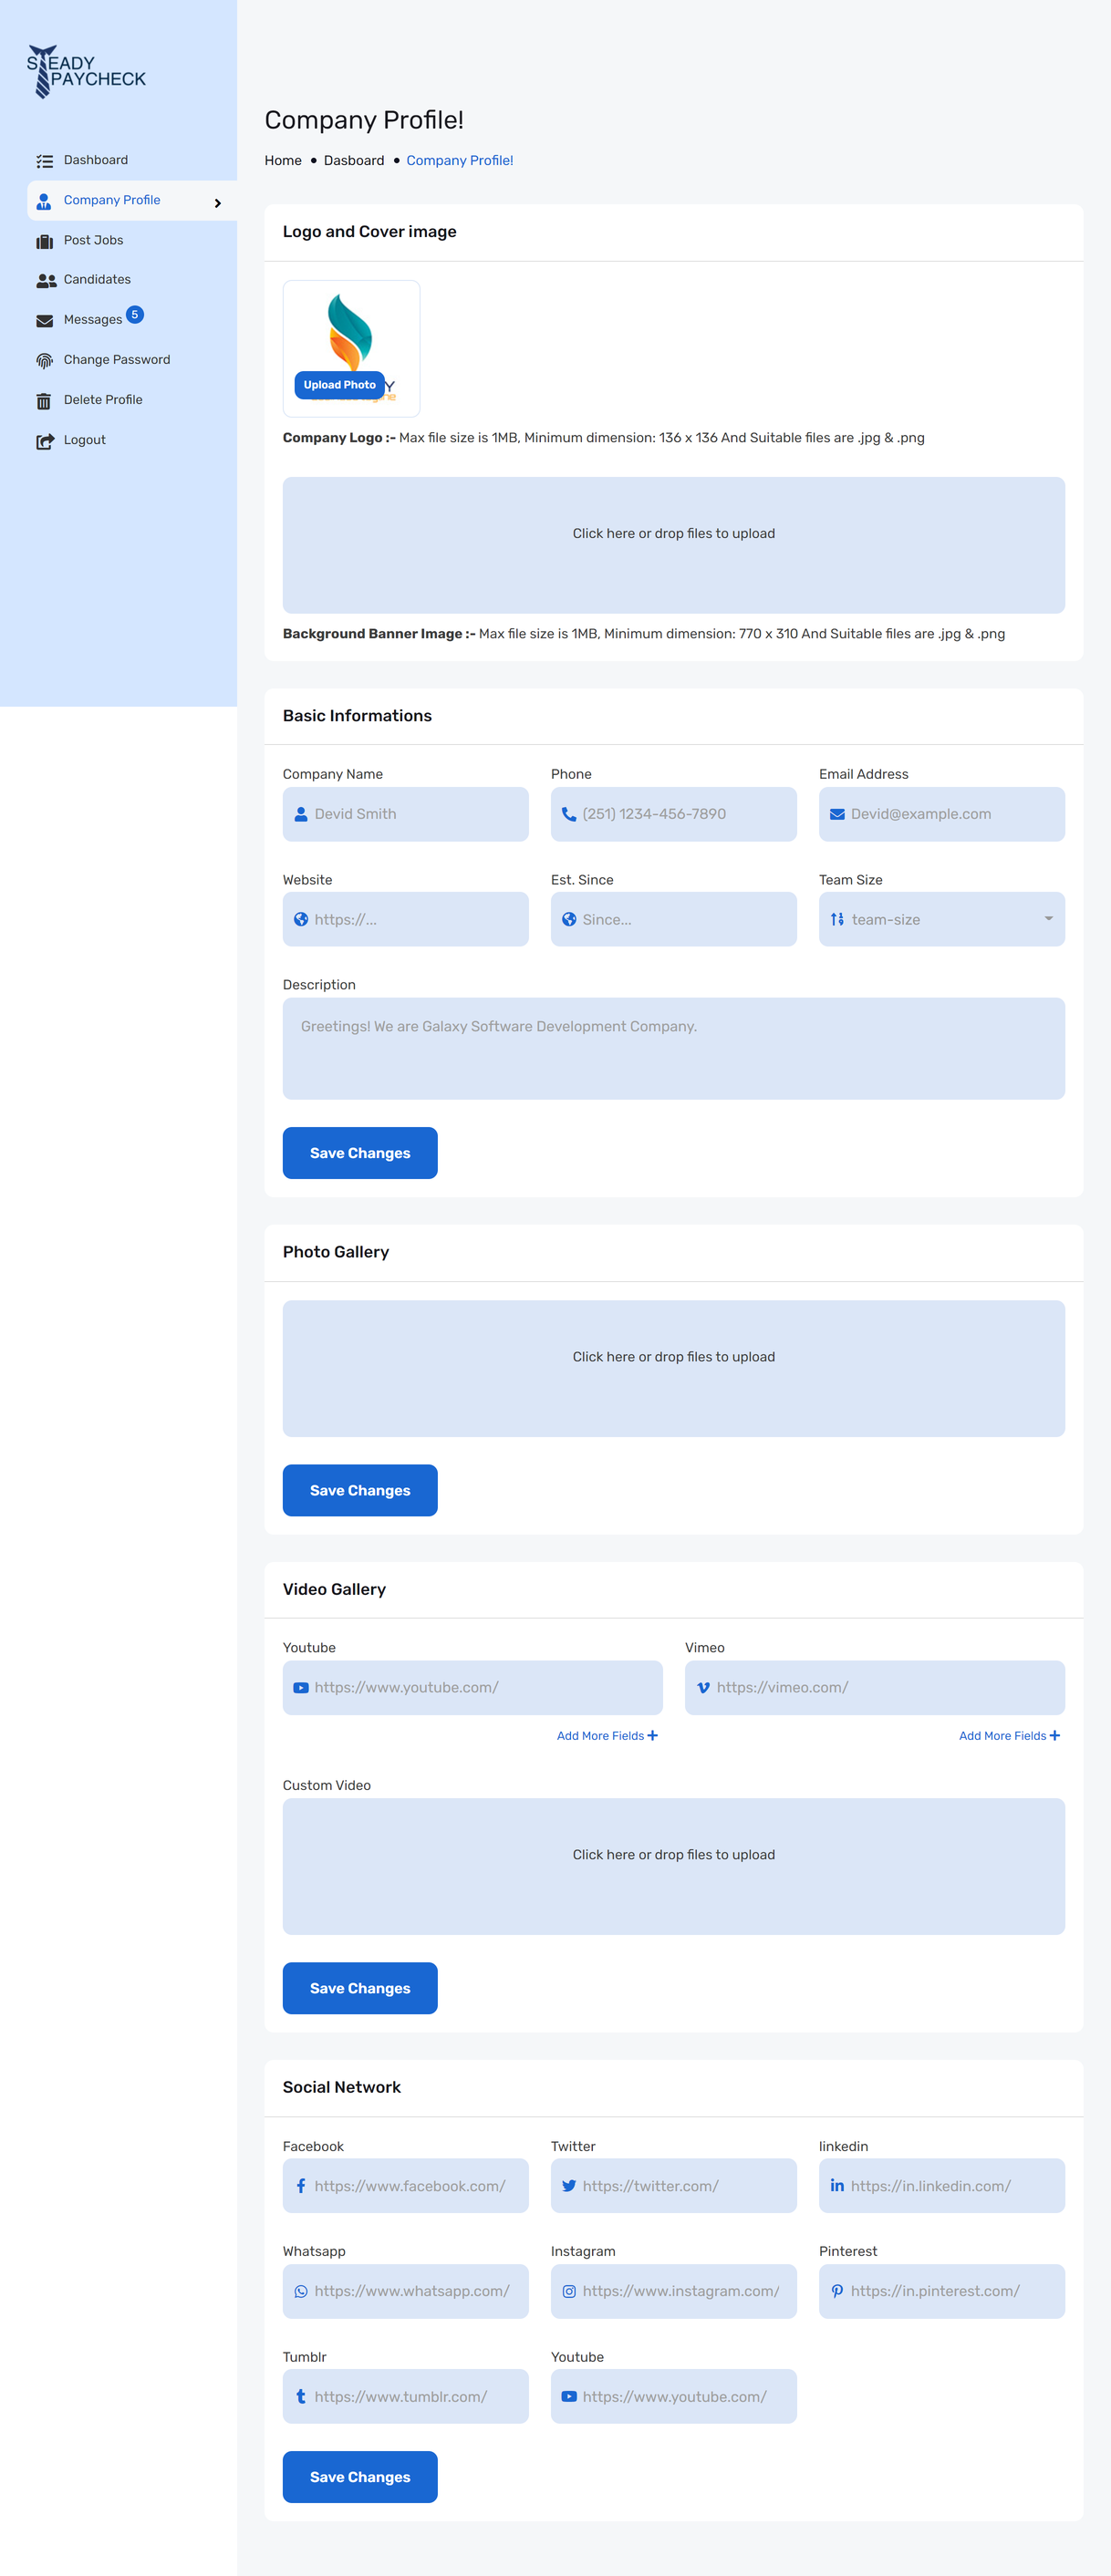 STEADY
PAYCHECK
Dashboard
Company Profile
Post Jobs
Candidates
Messages 5
Change Password
Delete Profile
Logout
Company Profile!
Home • Dasboard • Company Profile!
Logo and Cover image
Upload Photo Y
Company Logo :- Max file size is 1MB, Minimum dimension: 136 x 136 And Suitable files are .jpg & .png
Click here or drop files to upload
Background Banner Image :- Max file size is 1MB, Minimum dimension: 770 x 310 And Suitable files are .jpg & .png
Basic Informations
Company Name Phone Email Address
Devid Smith (251) 1234-456-7890 Devid@example.com
Website Est. Since Team Size
https://... Since... team-size
Description
Greetings! We are Galaxy Software Development Company.
Save Changes
Photo Gallery
Click here or drop files to upload
Save Changes
Video Gallery
Youtube Vimeo
https://www.youtube.com/ https://vimeo.com/
Add More Fields + Add More Fields +
Custom Video
Click here or drop files to upload
Save Changes
Social Network
Facebook Twitter linkedin
https://www.facebook.com/ https://twitter.com/ https://in.linkedin.com/
Whatsapp Instagram Pinterest
https://www.whatsapp.com/ https://www.instagram.com/ https://in.pinterest.com/
Tumblr Youtube
https://www.tumblr.com/ https://www.youtube.com/
Save Changes